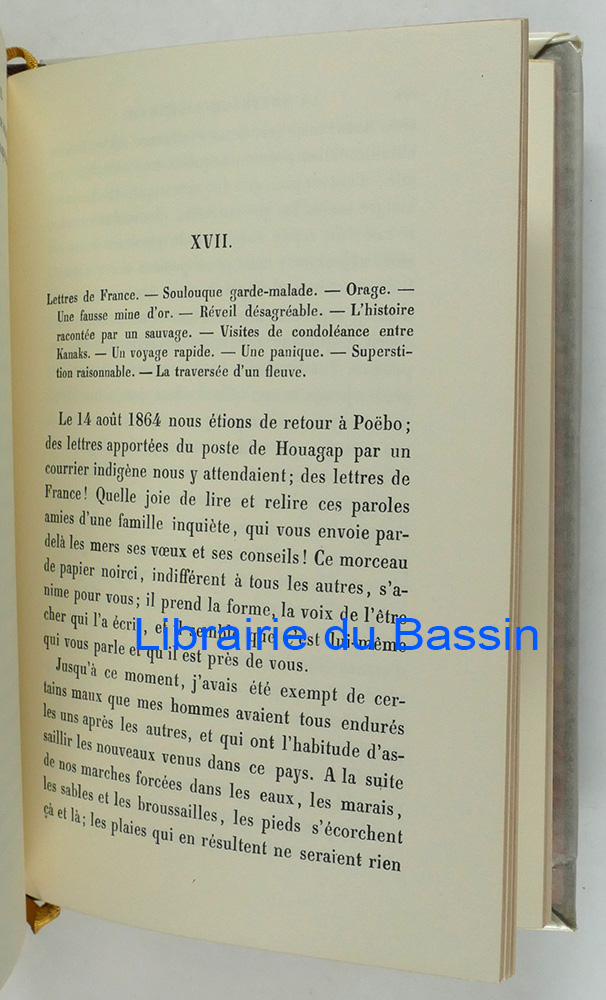 XVII.
Lettres de France. — Soulouque garde-malade. — Orage. —
Une fausse mine d'or. — Réveil désagréable. — L'histoire
racontée par un sauvage. — Visites de condoléance entre
Kanaks. — Un voyage rapide. — Une panique. — Supersti-
tion raisonnable. — La traversée d'un fleuve.
Le 14 août 1864 nous étions de retour à Poëbo;
des lettres apportées du poste de Houagap par un
courrier indigène nous y attendaient; des lettres de
France! Quelle joie de lire et relire ces paroles
amies d'une famille inquiète, qui vous envoie par-
delà les mers ses vœux et ses conseils! Ce morceau
de papier noirci, indifférent à tous les autres, s'a-
nime pour vous; il prend la forme, la voix de l'être
cher qui l'a écrit, et il semble que c'est lui-même
Librairie du Bassin
qui vous parle et qu'il est près de vous.
Jusqu'à ce moment, j'avais été exempt de cer-
tains maux que mes hommes avaient tous endurés
les uns après les autres, et qui ont l'habitude d'as-
saillir les nouveaux venus dans ce pays. A la suite
de nos marches forcées dans les eaux, les marais,
les sables et les broussailles, les pieds s'écorchent
çà et là; les plaies qui en résultent ne seraient rien